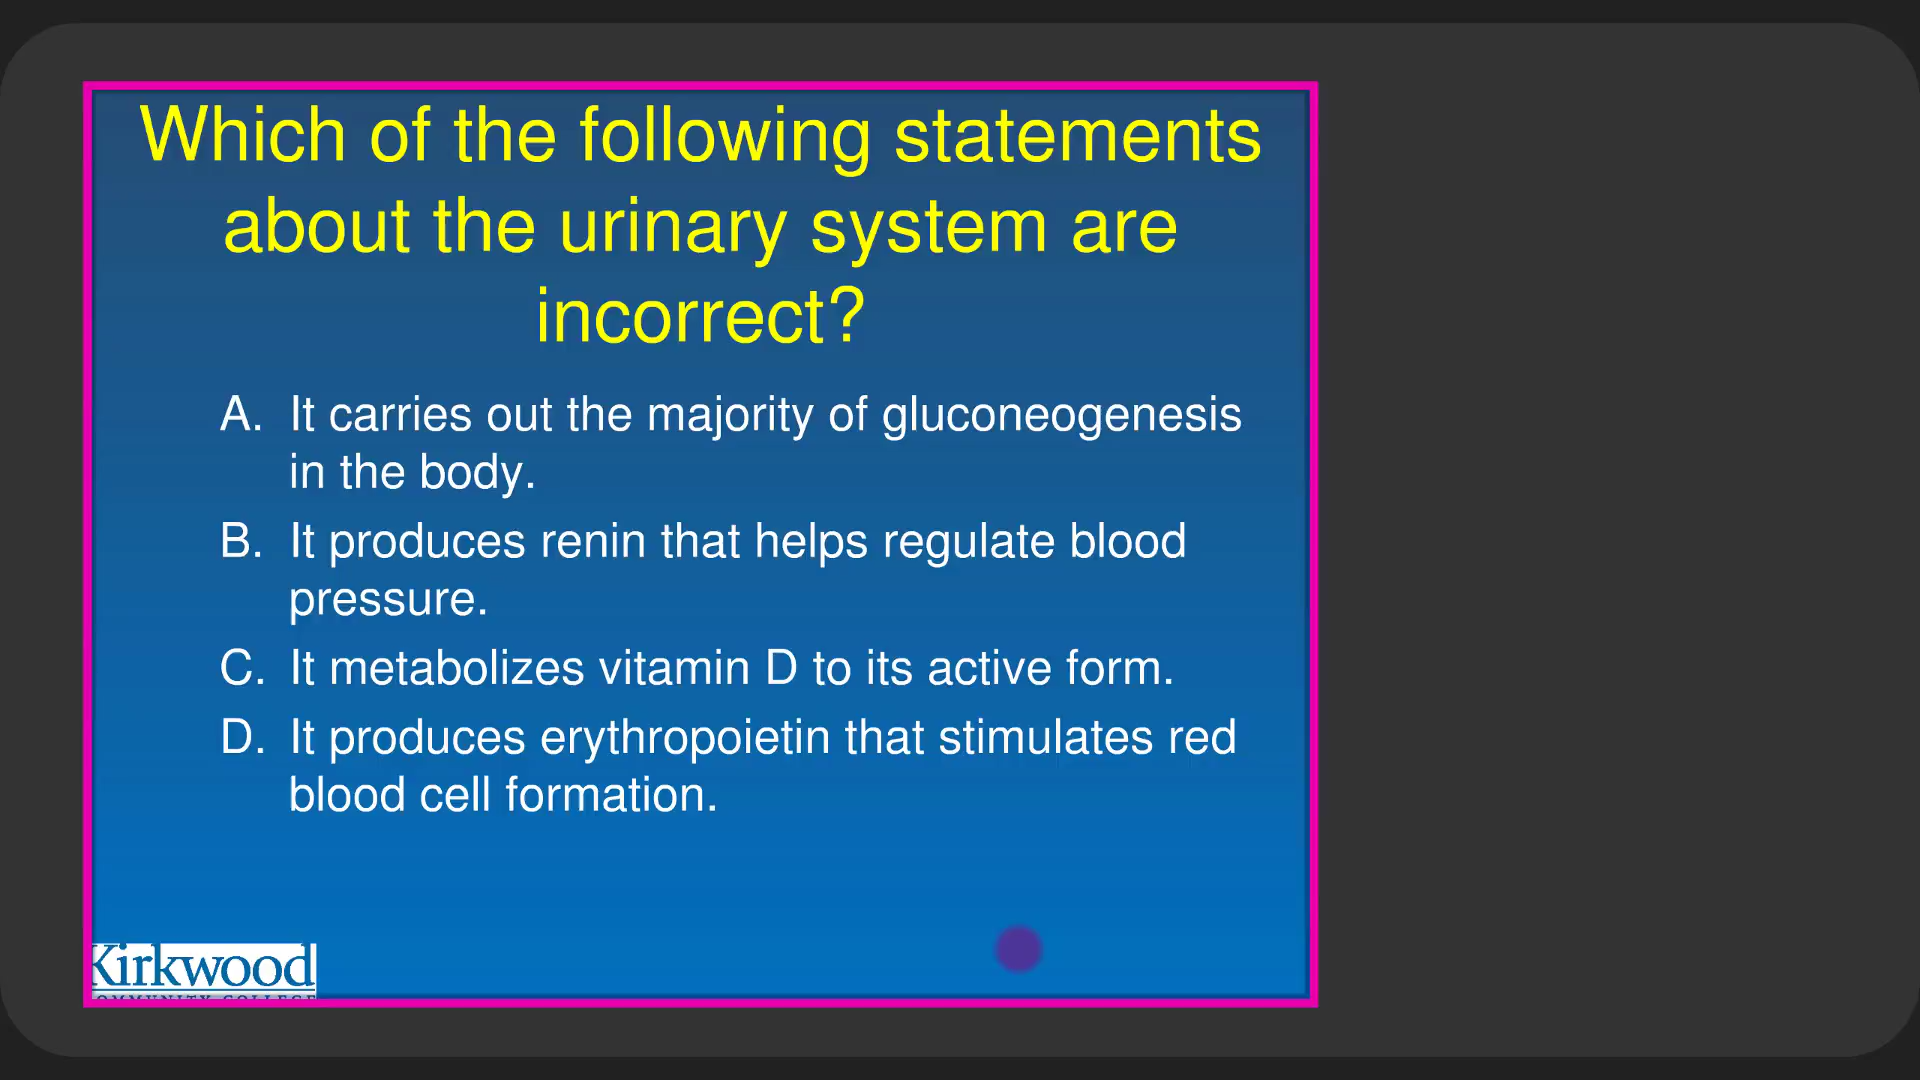 Which of the following statements
about the urinary system are
incorrect?
A. It carries out the majority of gluconeogenesis
in the body.
B. It produces renin that helps regulate blood
pressure.
C. It metabolizes vitamin D to its active form.
D. It produces erythropoietin that stimulates red
blood cell formation.
Kirkwood